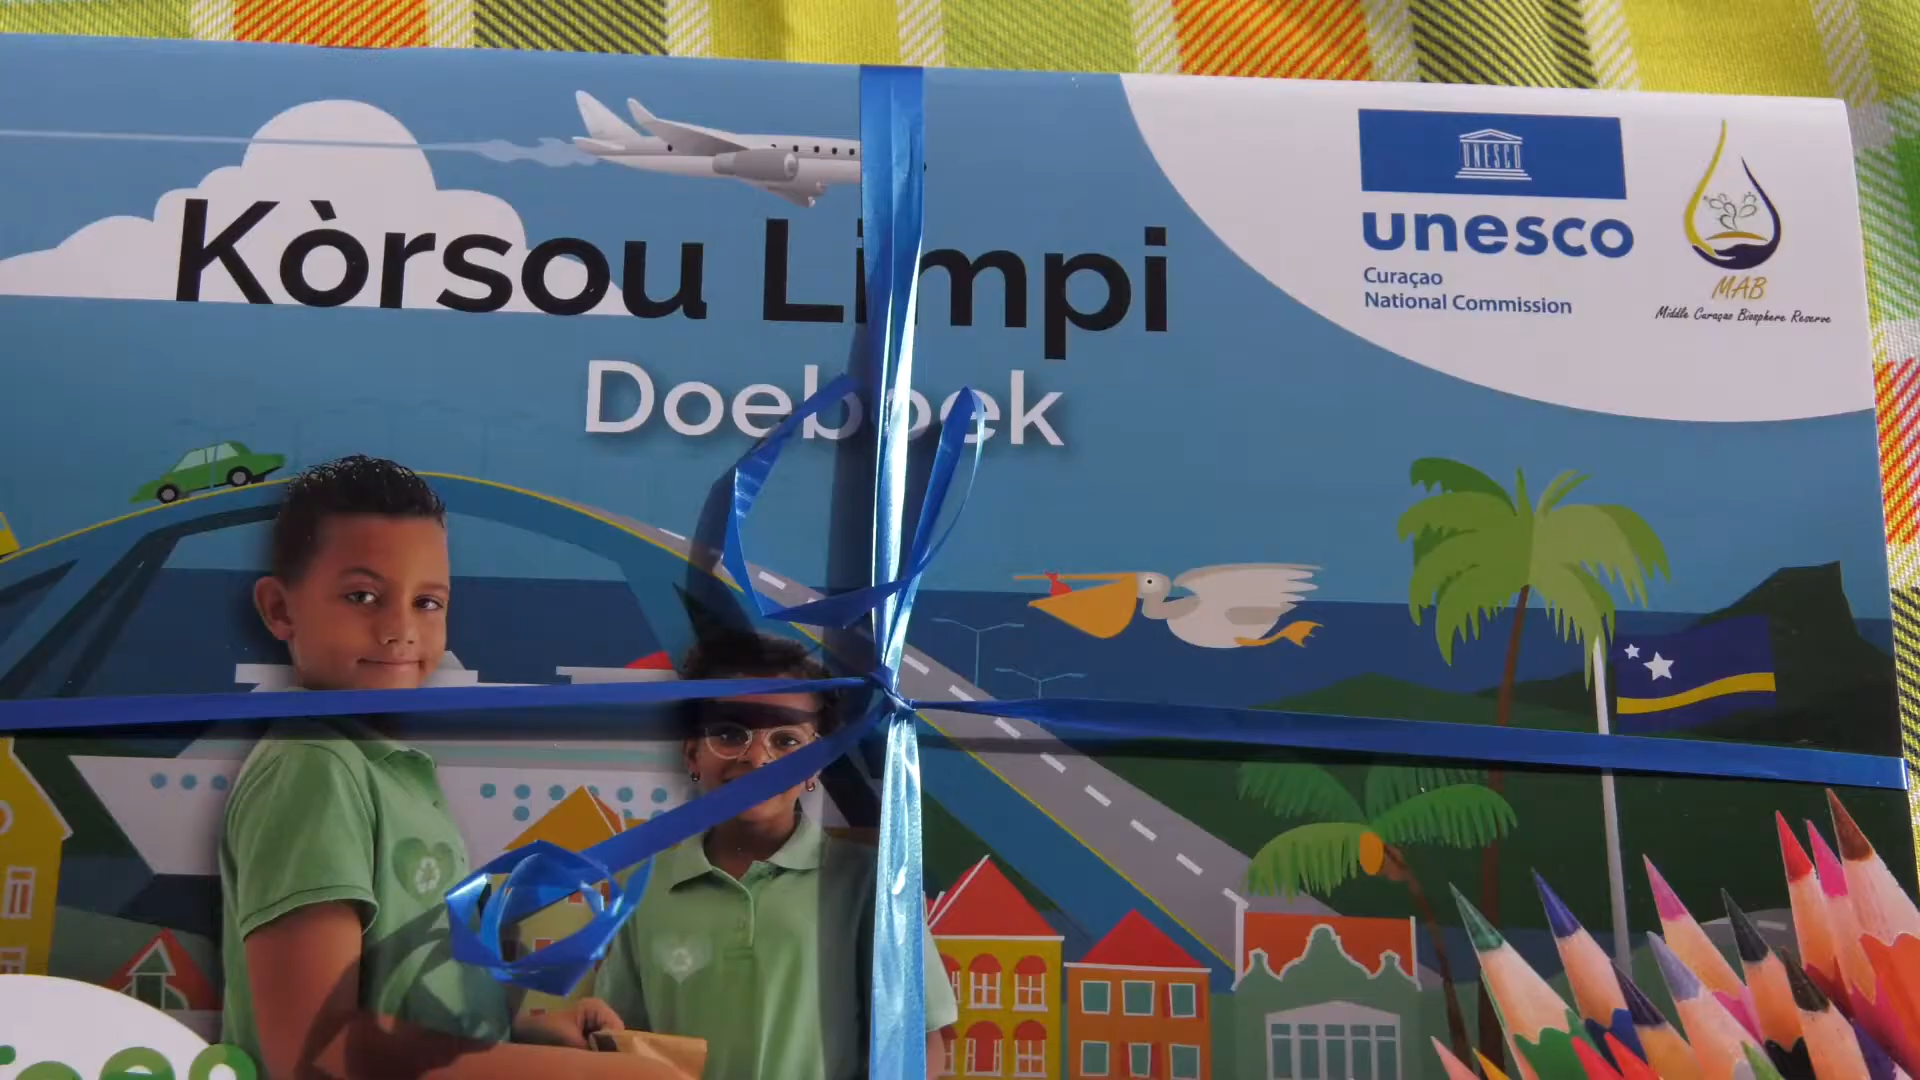 Kòrsou Limpi
Doeboek
UNESCO
unesco
Curaçao
National Commission
MAB
Middle Curaçao Biosphere Reserve